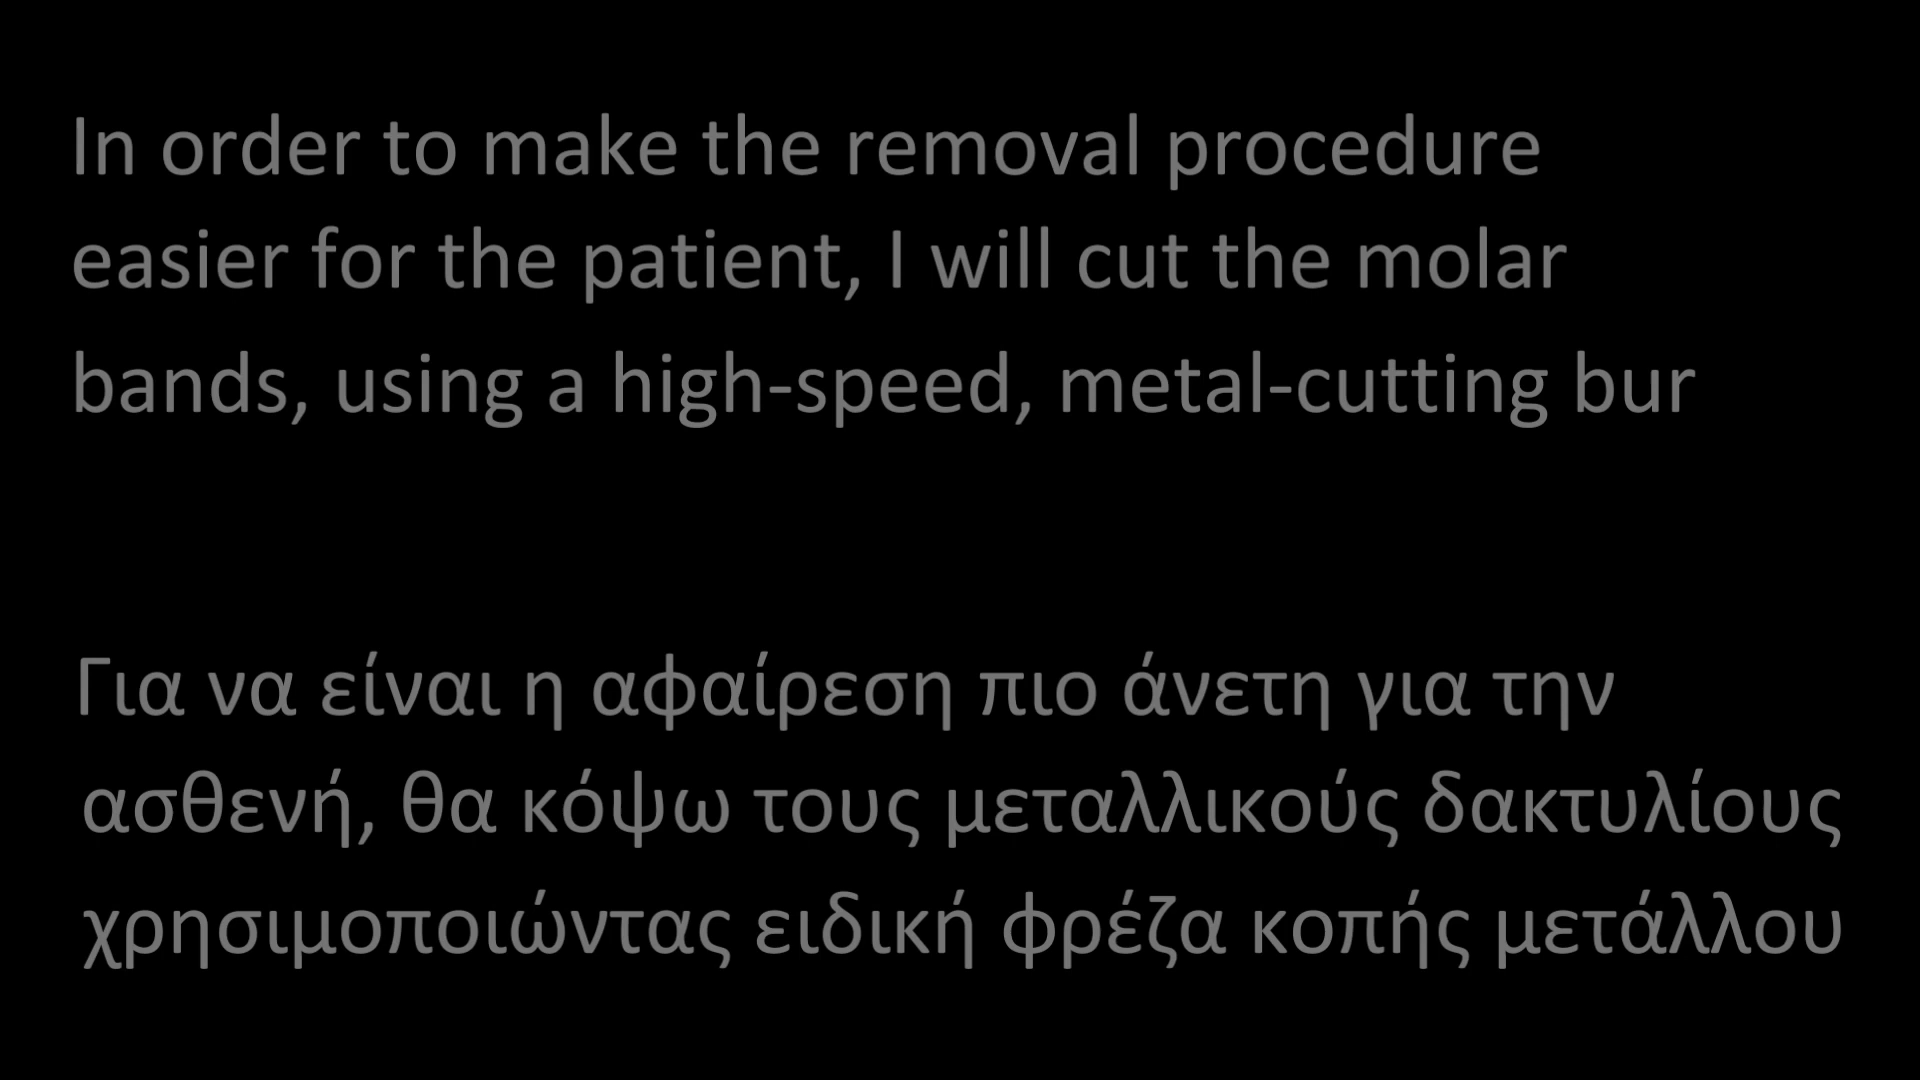 In order to make the removal procedure
easier for the patient, I will cut the molar
bands, using a high-speed, metal-cutting bur
Για να είναι η αφαίρεση πιο άνετη για την
ασθενή, θα κόψω τους μεταλλικούς δακτυλίους
χρησιμοποιώντας ειδική φρέζα κοπής μετάλλου